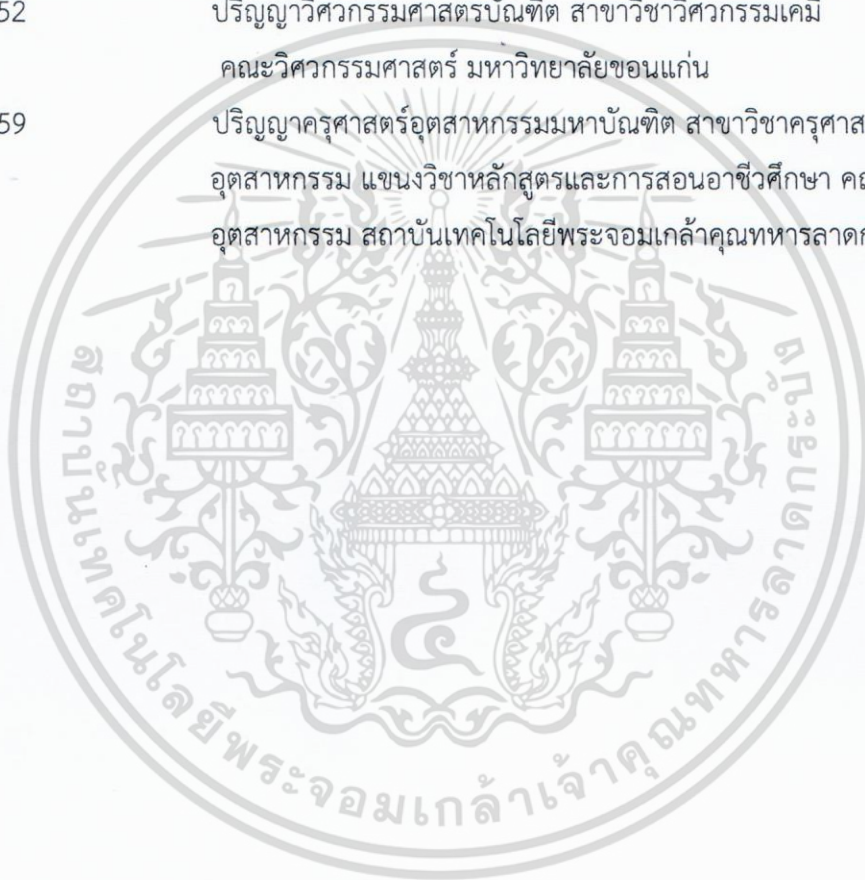 52 ปริญญาวิศวกรรมศาสตรบัณฑิต สาขาวิชาวิศวกรรมเคมี
คณะวิศวกรรมศาสตร์ มหาวิทยาลัยขอนแก่น
59 ปริญญาครุศาสตร์อุตสาหกรรมมหาบัณฑิต สาขาวิชาครุศาส
อุตสาหกรรม แขนงวิชาหลักสูตรและการสอนอาชีวศึกษา คณ
อุตสาหกรรม สถาบันเทคโนโลยีพระจอมเกล้าคุณทหารลาดก
สถาบันเทคโนโลยีพระจอมเกล้าเจ้าคุณทหารลาดกระบัง
๔